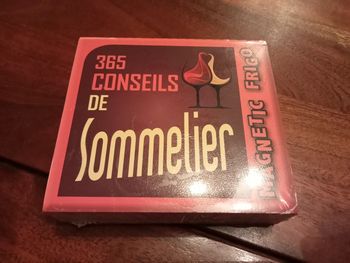 365
CONSEILS
DE
Sommelier
MAGNETIC FRIGO